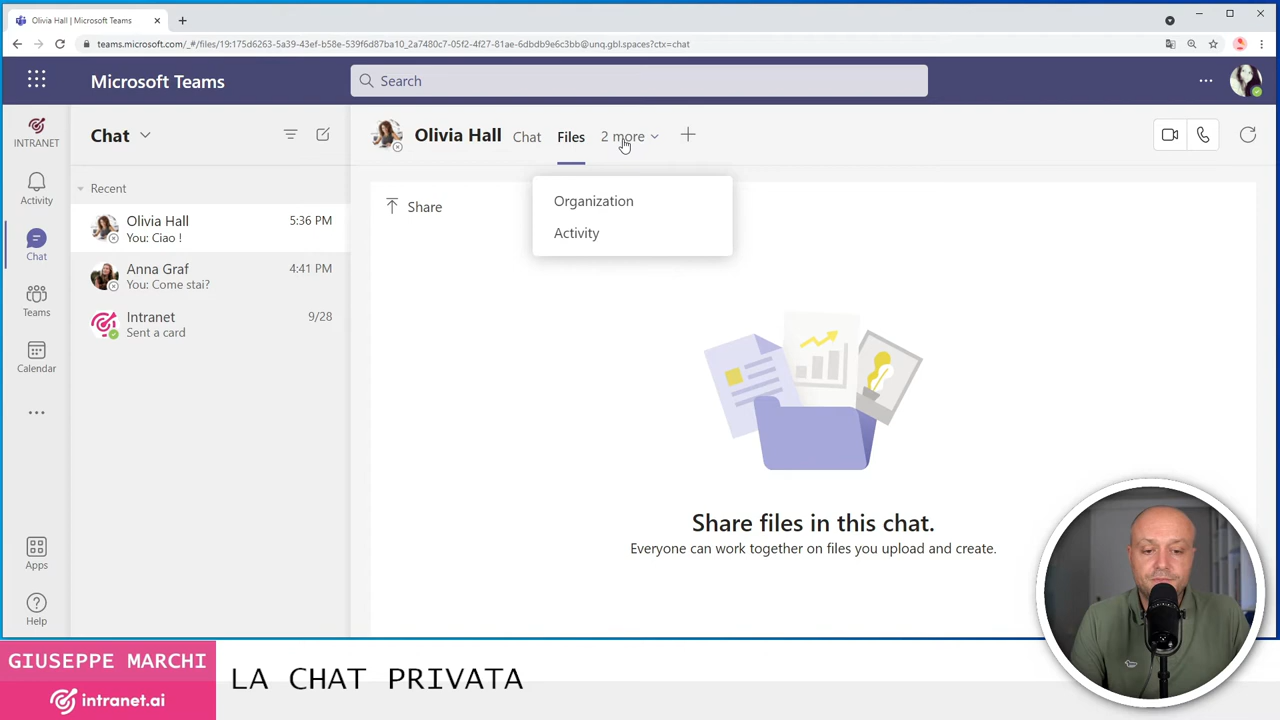 Olivia Hall | Microsoft Teams
teams.microsoft.com/_#/files/19:175d6263-5a39-43ef-b58e-539f6d87ba10_2a7480c7-05f2-4f27-81ae-6dbdb9e6c3bb@unq.gbl.spaces?ctx=chat
Microsoft Teams
Search
INTRANET
Activity
Chat
Teams
Calendar
Apps
Help
Chat
Recent
Olivia Hall 5:36 PM
You: Ciao !
Anna Graf 4:41 PM
You: Come stai?
Intranet 9/28
Sent a card
Olivia Hall Chat Files 2 more
Organization
Activity
Share
Share files in this chat.
Everyone can work together on files you upload and create.
GIUSEPPE MARCHI
intranet.ai
LA CHAT PRIVATA